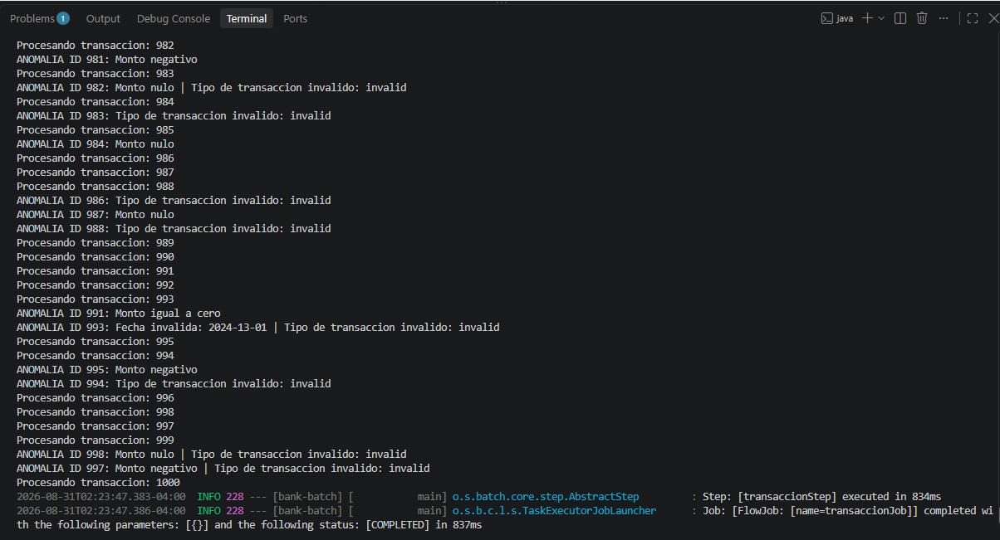 Problems 1 Output Debug Console Terminal Ports java
Procesando transaccion: 982
ANOMALIA ID 981: Monto negativo
Procesando transaccion: 983
ANOMALIA ID 982: Monto nulo | Tipo de transaccion invalido: invalid
Procesando transaccion: 984
ANOMALIA ID 983: Tipo de transaccion invalido: invalid
Procesando transaccion: 985
ANOMALIA ID 984: Monto nulo
Procesando transaccion: 986
Procesando transaccion: 987
Procesando transaccion: 988
ANOMALIA ID 986: Tipo de transaccion invalido: invalid
ANOMALIA ID 987: Monto nulo
ANOMALIA ID 988: Tipo de transaccion invalido: invalid
Procesando transaccion: 989
Procesando transaccion: 990
Procesando transaccion: 991
Procesando transaccion: 992
Procesando transaccion: 993
ANOMALIA ID 991: Monto igual a cero
ANOMALIA ID 993: Fecha invalida: 2024-13-01 | Tipo de transaccion invalido: invalid
Procesando transaccion: 995
Procesando transaccion: 994
ANOMALIA ID 995: Monto negativo
ANOMALIA ID 994: Tipo de transaccion invalido: invalid
Procesando transaccion: 996
Procesando transaccion: 998
Procesando transaccion: 997
Procesando transaccion: 999
ANOMALIA ID 998: Monto nulo | Tipo de transaccion invalido: invalid
ANOMALIA ID 997: Monto negativo | Tipo de transaccion invalido: invalid
Procesando transaccion: 1000
2026-08-31T02:23:47.383-04:00 INFO 228 --- [bank-batch] [ main] o.s.batch.core.step.AbstractStep : Step: [transaccionStep] executed in 834ms
2026-08-31T02:23:47.386-04:00 INFO 228 --- [bank-batch] [ main] o.s.b.c.l.s.TaskExecutorJobLauncher : Job: [FlowJob: [name=transaccionJob]] completed wi
th the following parameters: [{}] and the following status: [COMPLETED] in 837ms